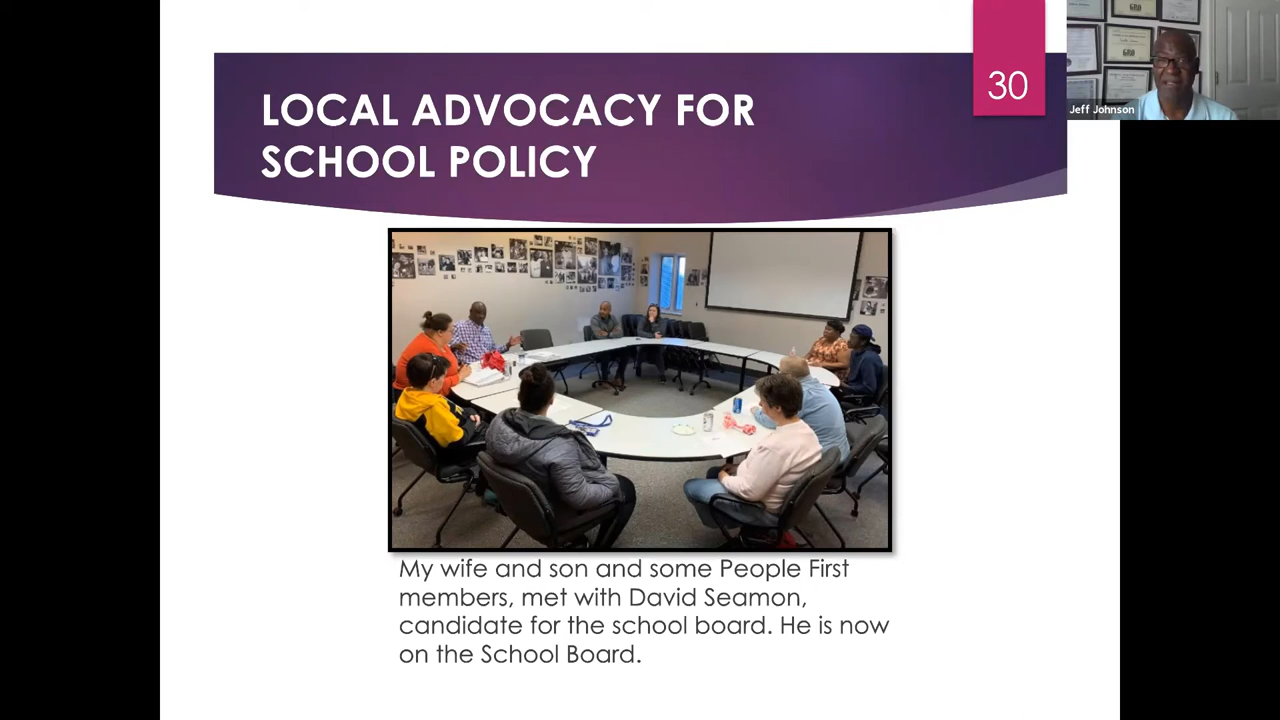 30
LOCAL ADVOCACY FOR
SCHOOL POLICY
Jeff Johnson
My wife and son and some People First
members, met with David Seamon,
candidate for the school board. He is now
on the School Board.